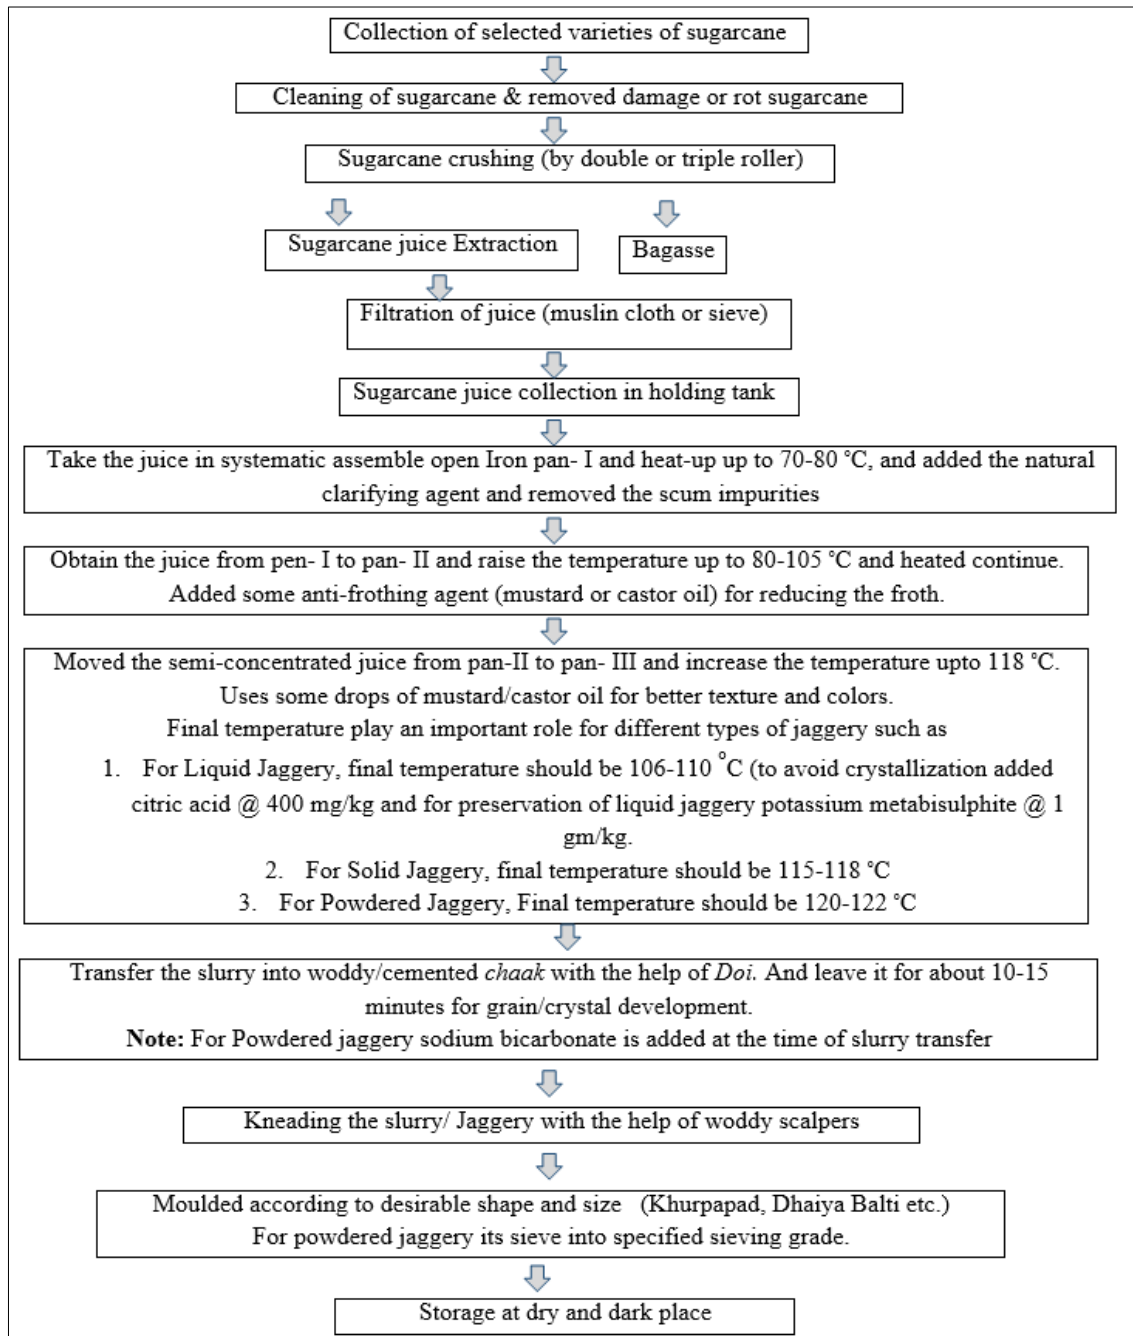 Collection of selected varieties of sugarcane
Cleaning of sugarcane & removed damage or rot sugarcane
Sugarcane crushing (by double or triple roller)
Sugarcane juice Extraction
Bagasse
Filtration of juice (muslin cloth or sieve)
Sugarcane juice collection in holding tank
Take the juice in systematic assemble open Iron pan- I and heat-up up to 70-80 °C, and added the natural
clarifying agent and removed the scum impurities
Obtain the juice from pen- I to pan- II and raise the temperature up to 80-105 °C and heated continue.
Added some anti-frothing agent (mustard or castor oil) for reducing the froth.
Moved the semi-concentrated juice from pan-II to pan- III and increase the temperature upto 118 °C.
Uses some drops of mustard/castor oil for better texture and colors.
Final temperature play an important role for different types of jaggery such as
1. For Liquid Jaggery, final temperature should be 106-110 °C (to avoid crystallization added
citric acid @ 400 mg/kg and for preservation of liquid jaggery potassium metabisulphite @ 1
gm/kg.
2. For Solid Jaggery, final temperature should be 115-118 °C
3. For Powdered Jaggery, Final temperature should be 120-122 °C
Transfer the slurry into woddy/cemented chaak with the help of Doi. And leave it for about 10-15
minutes for grain/crystal development.
Note: For Powdered jaggery sodium bicarbonate is added at the time of slurry transfer
Kneading the slurry/ Jaggery with the help of woddy scalpers
Moulded according to desirable shape and size (Khurpapad, Dhaiya Balti etc.)
For powdered jaggery its sieve into specified sieving grade.
Storage at dry and dark place